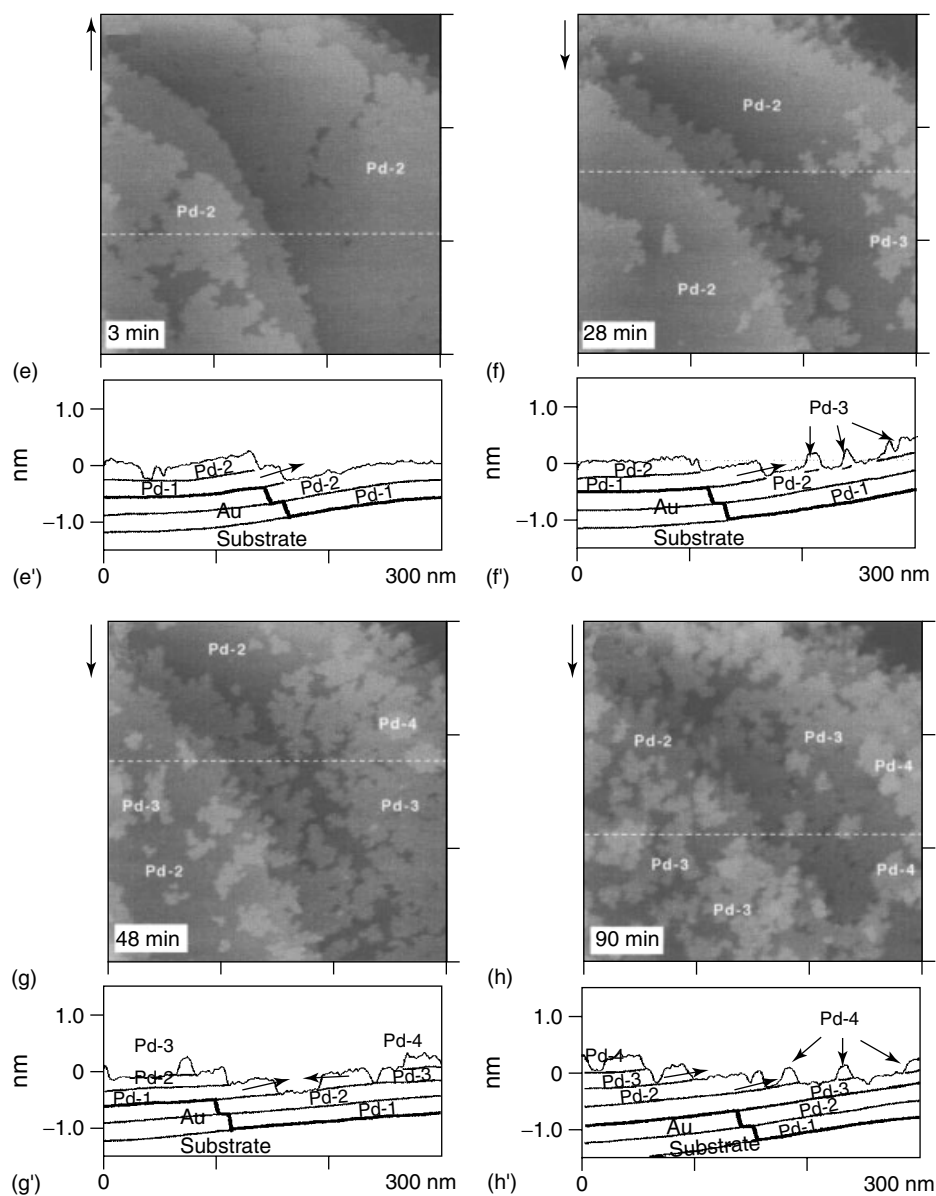 Pd-2
Pd-2
3 min
(e)
1.0
0
−1.0
nm
Pd-2
Pd-1
Pd-2
Pd-1
Au
Substrate
(e')
0
300 nm
Pd-2
Pd-3
Pd-2
28 min
(f)
1.0
0
−1.0
nm
Pd-3
Pd-2
Pd-1
Pd-2
Pd-1
Au
Substrate
(f')
0
300 nm
Pd-2
Pd-4
Pd-3
Pd-3
Pd-2
48 min
(g)
1.0
0
−1.0
nm
Pd-3
Pd-4
Pd-2
Pd-3
Pd-1
Pd-2
Au
Pd-1
Substrate
(g')
0
300 nm
Pd-2
Pd-3
Pd-4
Pd-3
Pd-4
Pd-3
90 min
(h)
1.0
0
−1.0
nm
Pd-4
Pd-4
Pd-3
Pd-2
Pd-3
Au
Pd-2
Substrate
Pd-1
(h')
0
300 nm